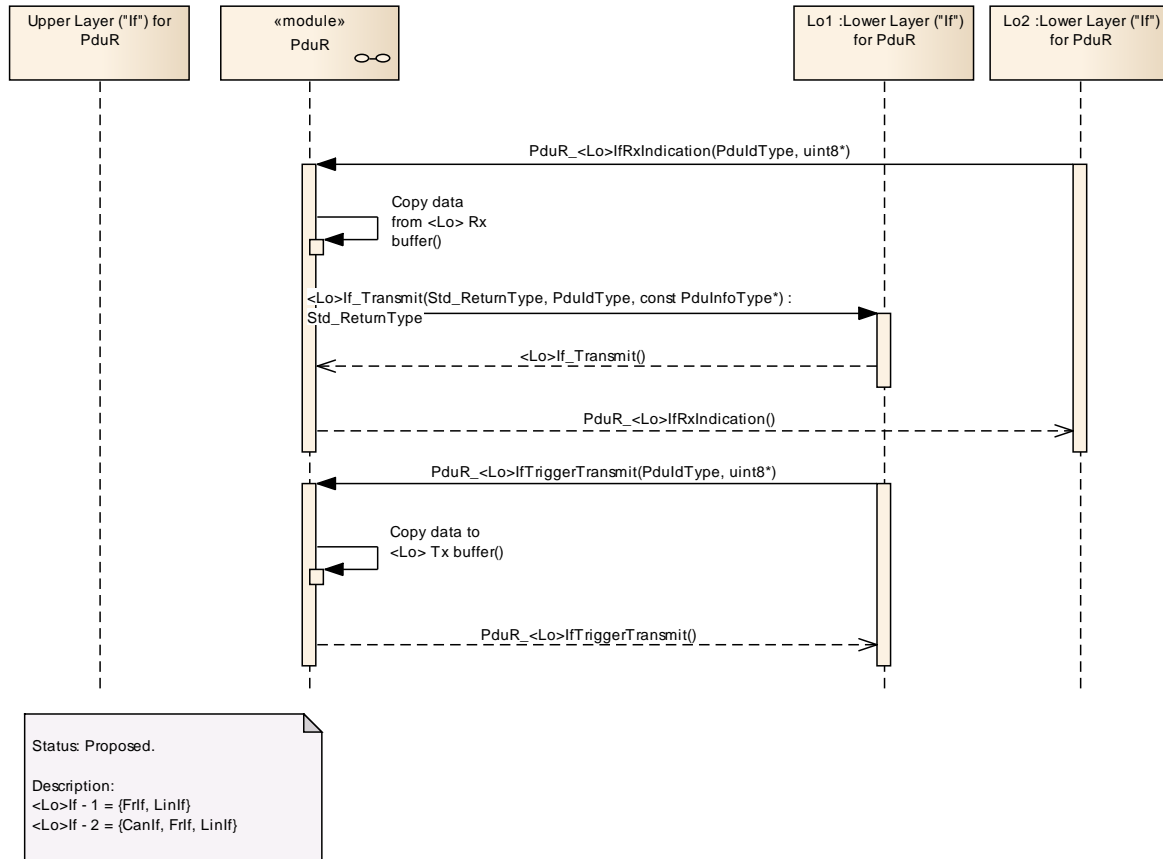 Upper Layer ("If") for
PduR
«module»
PduR
Lo1 :Lower Layer ("If")
for PduR
Lo2 :Lower Layer ("If")
for PduR
PduR_<Lo>IfRxIndication(PduIdType, uint8*)
Copy data
from <Lo> Rx
buffer()
<Lo>If_Transmit(Std_ReturnType, PduIdType, const PduInfoType*) :
Std_ReturnType
<Lo>If_Transmit()
PduR_<Lo>IfRxIndication()
PduR_<Lo>IfTriggerTransmit(PduIdType, uint8*)
Copy data to
<Lo> Tx buffer()
PduR_<Lo>IfTriggerTransmit()
Status: Proposed.
Description:
<Lo>If - 1 = {FrIf, LinIf}
<Lo>If - 2 = {CanIf, FrIf, LinIf}